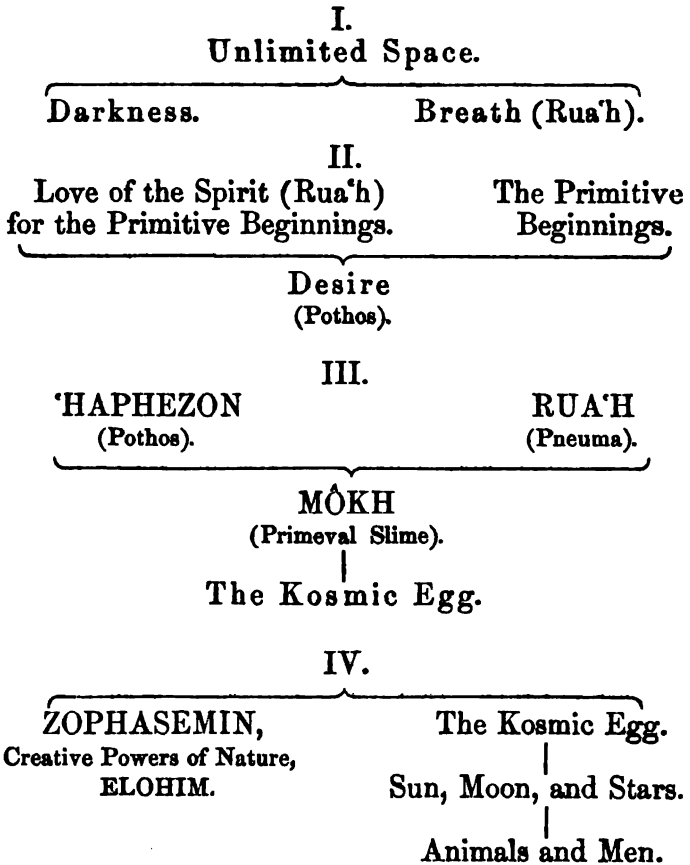 I.
Unlimited Space.
Darkness. Breath (Rua‘h).
II.
Love of the Spirit (Rua‘h) The Primitive
for the Primitive Beginnings. Beginnings.
Desire
(Pothos).
III.
‘HAPHEZON RUA‘H
(Pothos). (Pneuma).
MÔKH
(Primeval Slime).
The Kosmic Egg.
IV.
ZOPHASEMIN, The Kosmic Egg.
Creative Powers of Nature,
ELOHIM. Sun, Moon, and Stars.
Animals and Men.